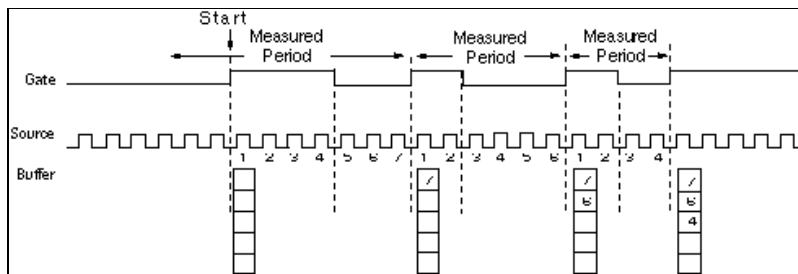 Start
Measured Period
Measured Period
Measured Period
Gate
Source
1 2 3 4 5 6 7 1 2 3 4 5 6 1 2 3 4
Buffer
7 7 7
6 6
4